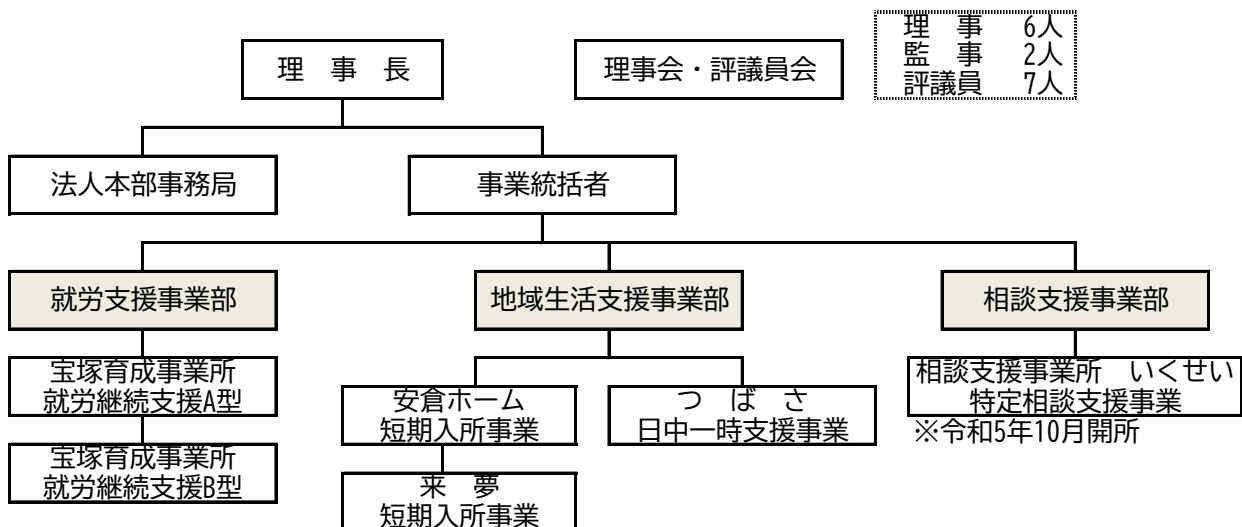 理　事　長
理事会・評議員会
理　事　6人
監　事　2人
評議員　7人
法人本部事務局
事業統括者
就労支援事業部
地域生活支援事業部
相談支援事業部
宝塚育成事業所
就労継続支援A型
宝塚育成事業所
就労継続支援B型
安倉ホーム
短期入所事業
来　夢
短期入所事業
つ　ば　さ
日中一時支援事業
相談支援事業所　いくせい
特定相談支援事業
※令和5年10月開所